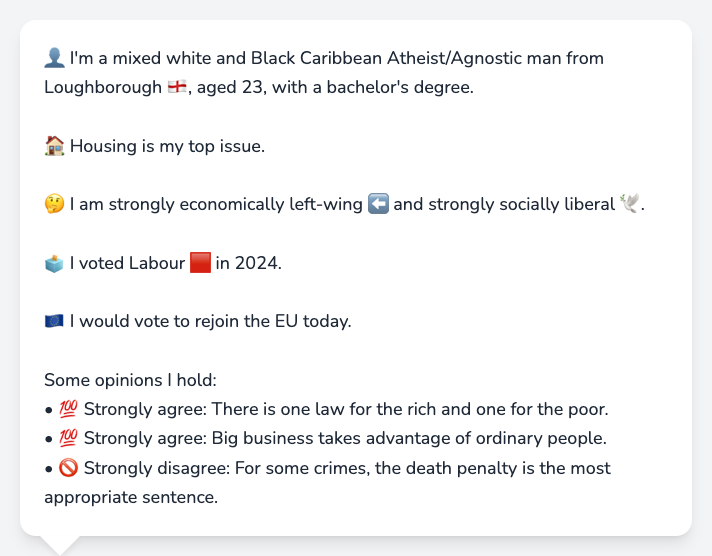 👤 I'm a mixed white and Black Caribbean Atheist/Agnostic man from
Loughborough 🏴󠁧󠁢󠁥󠁮󠁧󠁿, aged 23, with a bachelor's degree.
🏠 Housing is my top issue.
🤔 I am strongly economically left-wing ⬅️ and strongly socially liberal 🕊️.
🗳️ I voted Labour 🟥 in 2024.
🇪🇺 I would vote to rejoin the EU today.
Some opinions I hold:
• 💯 Strongly agree: There is one law for the rich and one for the poor.
• 💯 Strongly agree: Big business takes advantage of ordinary people.
• 🚫 Strongly disagree: For some crimes, the death penalty is the most
appropriate sentence.